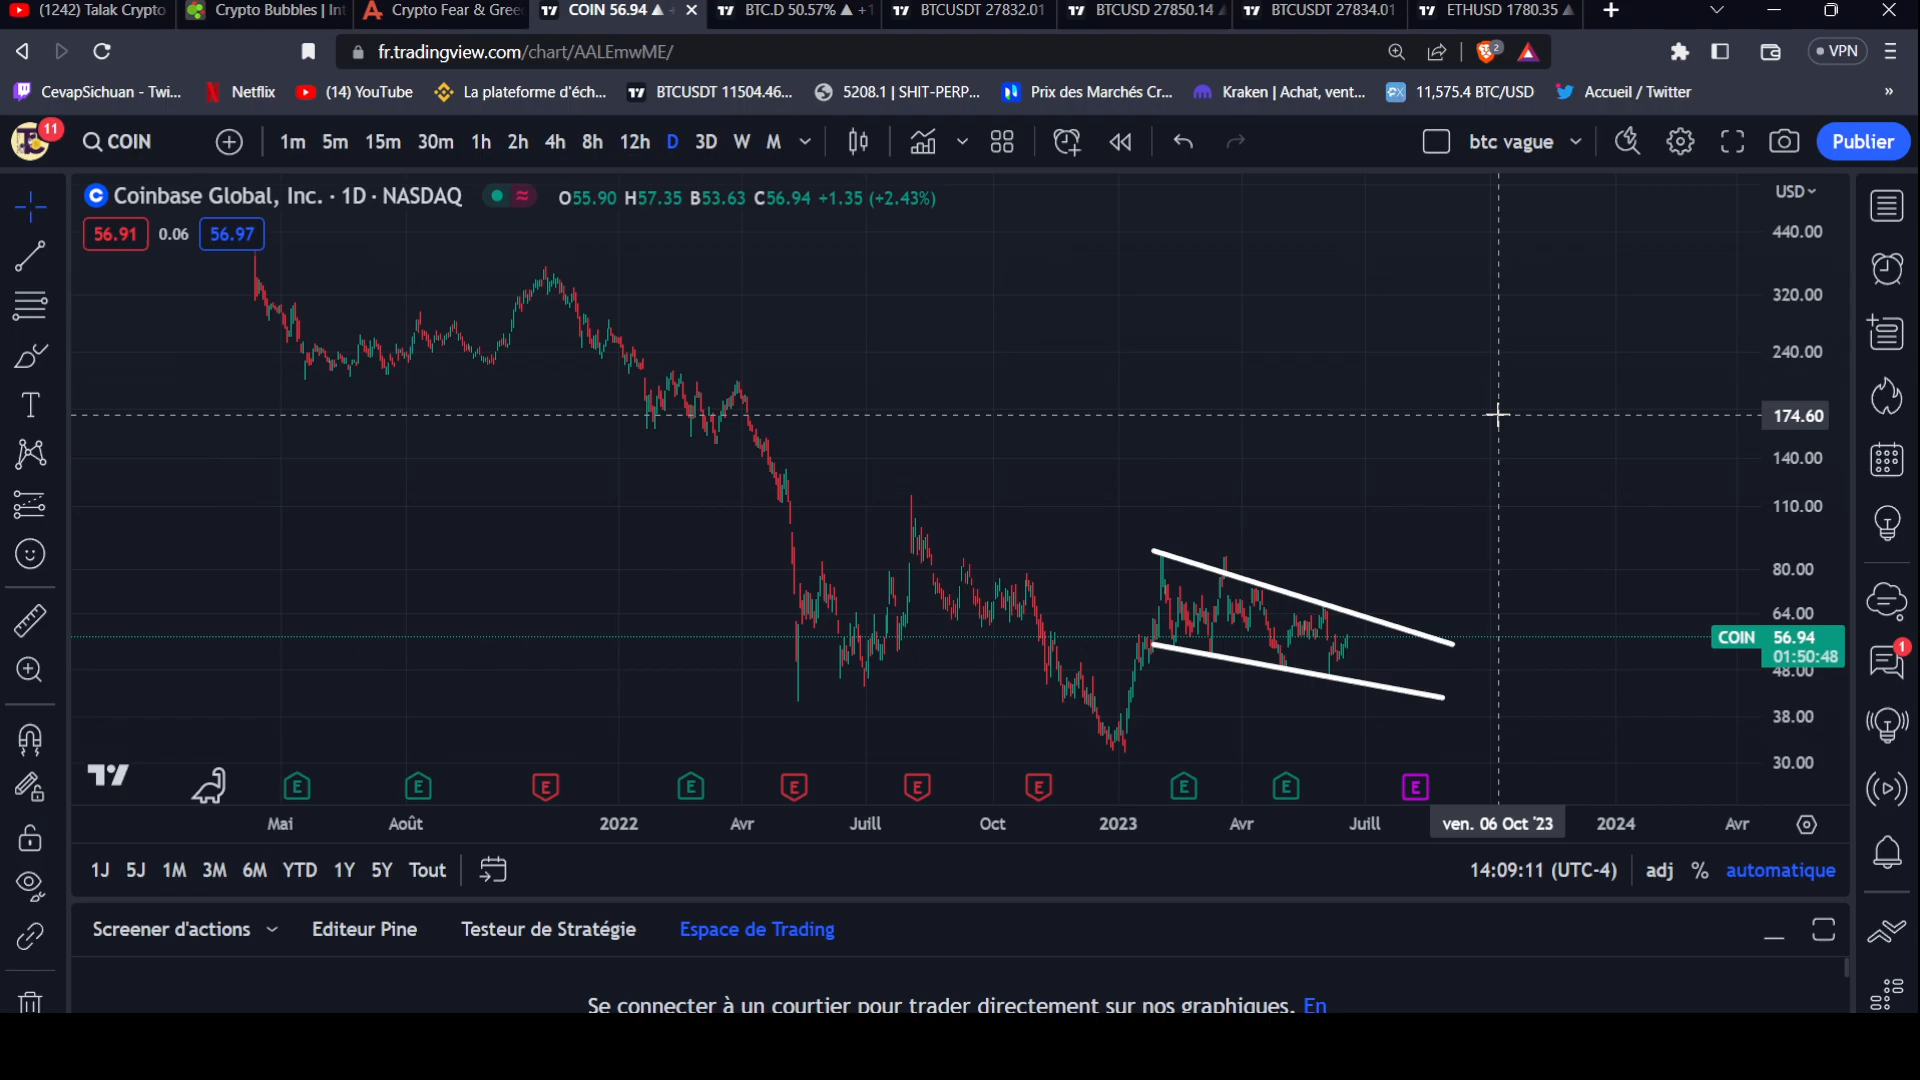 (1242) Talak Crypto
Crypto Bubbles | Int
Crypto Fear & Gree
COIN 56.94 ▲
BTC.D 50.57% ▲ +1
BTCUSDT 27832.01
BTCUSD 27850.14
BTCUSDT 27834.01
ETHUSD 1780.35 ▲
fr.tradingview.com/chart/AALEmwME/
2
VPN
CevapSichuan - Twi...
Netflix
(14) YouTube
La plateforme d'éch...
BTCUSDT 11504.46...
5208.1 | SHIT-PERP...
Prix des Marchés Cr...
Kraken | Achat, vent...
11,575.4 BTC/USD
Accueil / Twitter
»
11
COIN
1m 5m 15m 30m 1h 2h 4h 8h 12h D 3D W M
btc vague
Publier
Coinbase Global, Inc. · 1D · NASDAQ
O55.90 H57.35 B53.63 C56.94 +1.35 (+2.43%)
USD
56.91 0.06 56.97
440.00
320.00
240.00
174.60
140.00
110.00
80.00
64.00
COIN 56.94
01:50:48
48.00
38.00
30.00
1
E E E E E E E E E E
Mai Août 2022 Avr Juill Oct 2023 Avr Juill ven. 06 Oct '23 2024 Avr
1J 5J 1M 3M 6M YTD 1Y 5Y Tout
14:09:11 (UTC-4) adj % automatique
Screener d'actions Editeur Pine Testeur de Stratégie Espace de Trading
Se connecter à un courtier pour trader directement sur nos graphiques. En